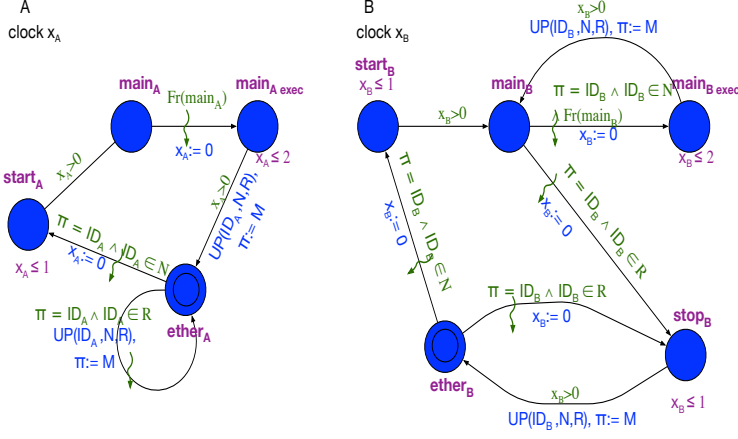 A
clock x_A
main_A
main_A exec
Fr(main_A)
x_A:= 0
x_A ≤ 2
x_A>0
start_A
x_A ≤ 1
x_A>0
UP(ID_A,N,R),
π:= M
π = ID_A ∧ ID_A ∈ N
x_A:= 0
ether_A
π = ID_A ∧ ID_A ∈ R
UP(ID_A,N,R),
π:= M
B
clock x_B
x_B>0
UP(ID_B,N,R), π:= M
start_B
x_B ≤ 1
main_B
main_B exec
π = ID_B ∧ ID_B ∈ N
x_B>0
Fr(main_B)
x_B:= 0
x_B ≤ 2
π = ID_B ∧ ID_B ∈ N
x_B:= 0
π = ID_B ∧ ID_B ∈ R
x_B:= 0
π = ID_B ∧ ID_B ∈ R
x_B:= 0
stop_B
x_B ≤ 1
ether_B
x_B>0
UP(ID_B,N,R), π:= M